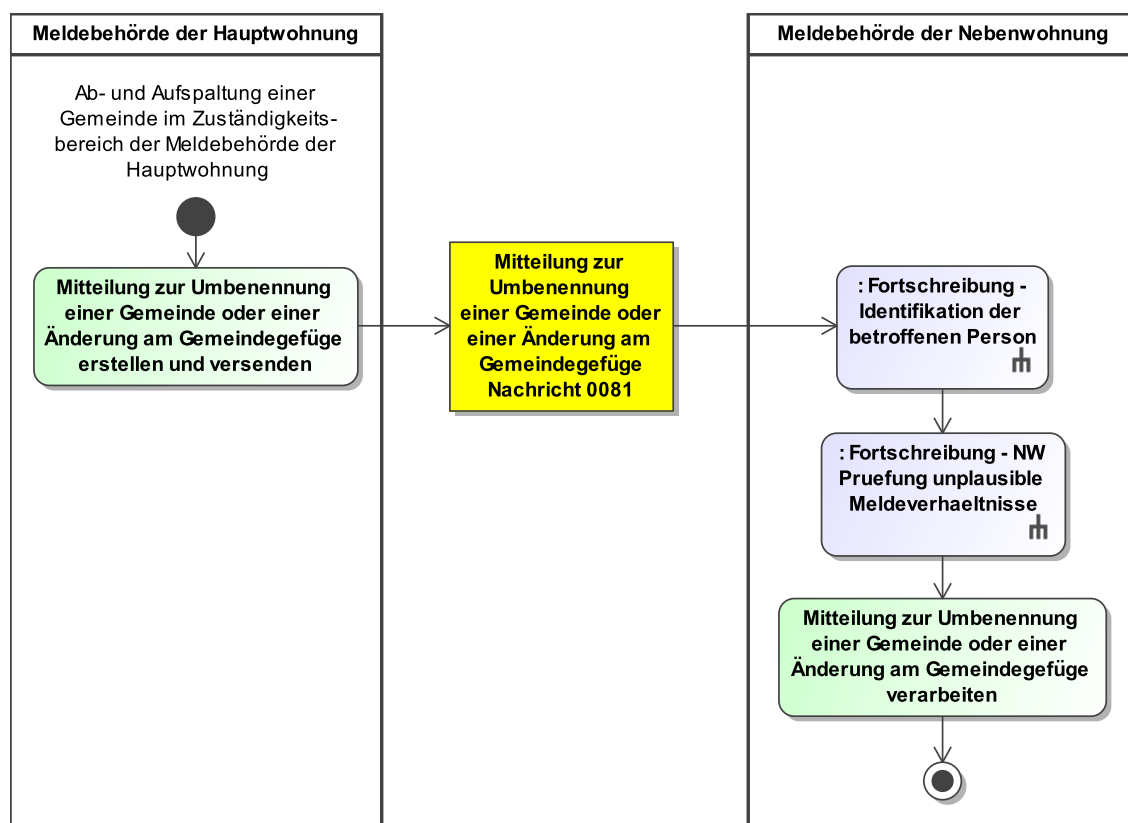 Meldebehörde der Hauptwohnung
Meldebehörde der Nebenwohnung
Ab- und Aufspaltung einer
Gemeinde im Zuständigkeits-
bereich der Meldebehörde der
Hauptwohnung
Mitteilung zur Umbenennung
einer Gemeinde oder einer
Änderung am Gemeindegefüge
erstellen und versenden
Mitteilung zur
Umbenennung
einer Gemeinde oder
einer Änderung am
Gemeindegefüge
Nachricht 0081
: Fortschreibung -
Identifikation der
betroffenen Person
: Fortschreibung - NW
Pruefung unplausible
Meldeverhaeltnisse
Mitteilung zur Umbenennung
einer Gemeinde oder einer
Änderung am Gemeindegefüge
verarbeiten